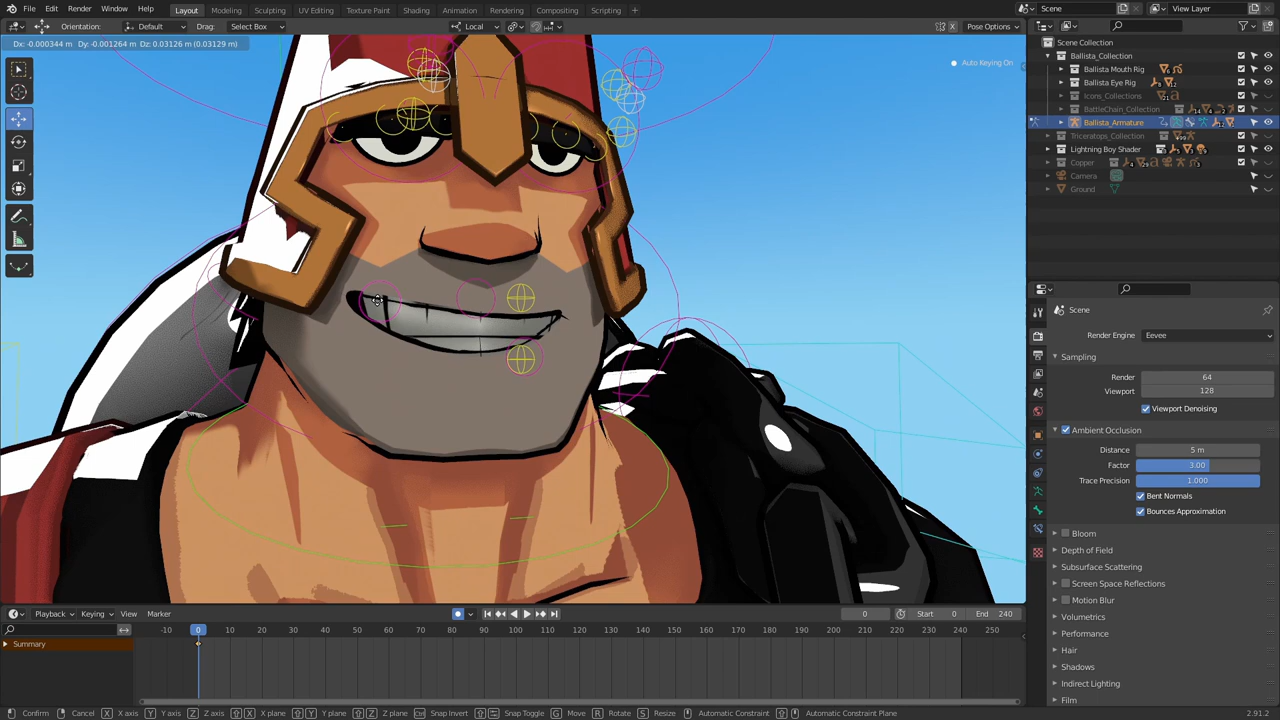 File Edit Render Window Help Layout Modeling Sculpting UV Editing Texture Paint Shading Animation Rendering Compositing Scripting + Scene View Layer
Orientation: Default Drag: Select Box Local Pose Options
Dx: -0.000344 m Dy: -0.001264 m Dz: 0.03126 m (0.03129 m)
Auto Keying On
Scene Collection
Ballista_Collection
Ballista Mouth Rig
Ballista Eye Rig
Icons_Collections
BattleChain_Collection
Ballista_Armature
Triceratops_Collection
Lightning Boy Shader
Copper
Camera
Ground
Scene
Render Engine Eevee
Sampling
Render 64
Viewport 128
Viewport Denoising
Ambient Occlusion
Distance 5 m
Factor 3.00
Trace Precision 1.000
Bent Normals
Bounces Approximation
Bloom
Depth of Field
Subsurface Scattering
Screen Space Reflections
Motion Blur
Volumetrics
Performance
Hair
Shadows
Indirect Lighting
Film
Playback Keying View Marker 0 Start 0 End 240
-10 0 10 20 30 40 50 60 70 80 90 100 110 120 130 140 150 160 170 180 190 200 210 220 230 240 250
Summary
Confirm Cancel X X axis Y Y axis Z Z axis X X plane Y Y plane Z Z plane Snap Invert Snap Toggle G Move R Rotate S Resize Automatic Constraint Automatic Constraint Plane 2.91.2